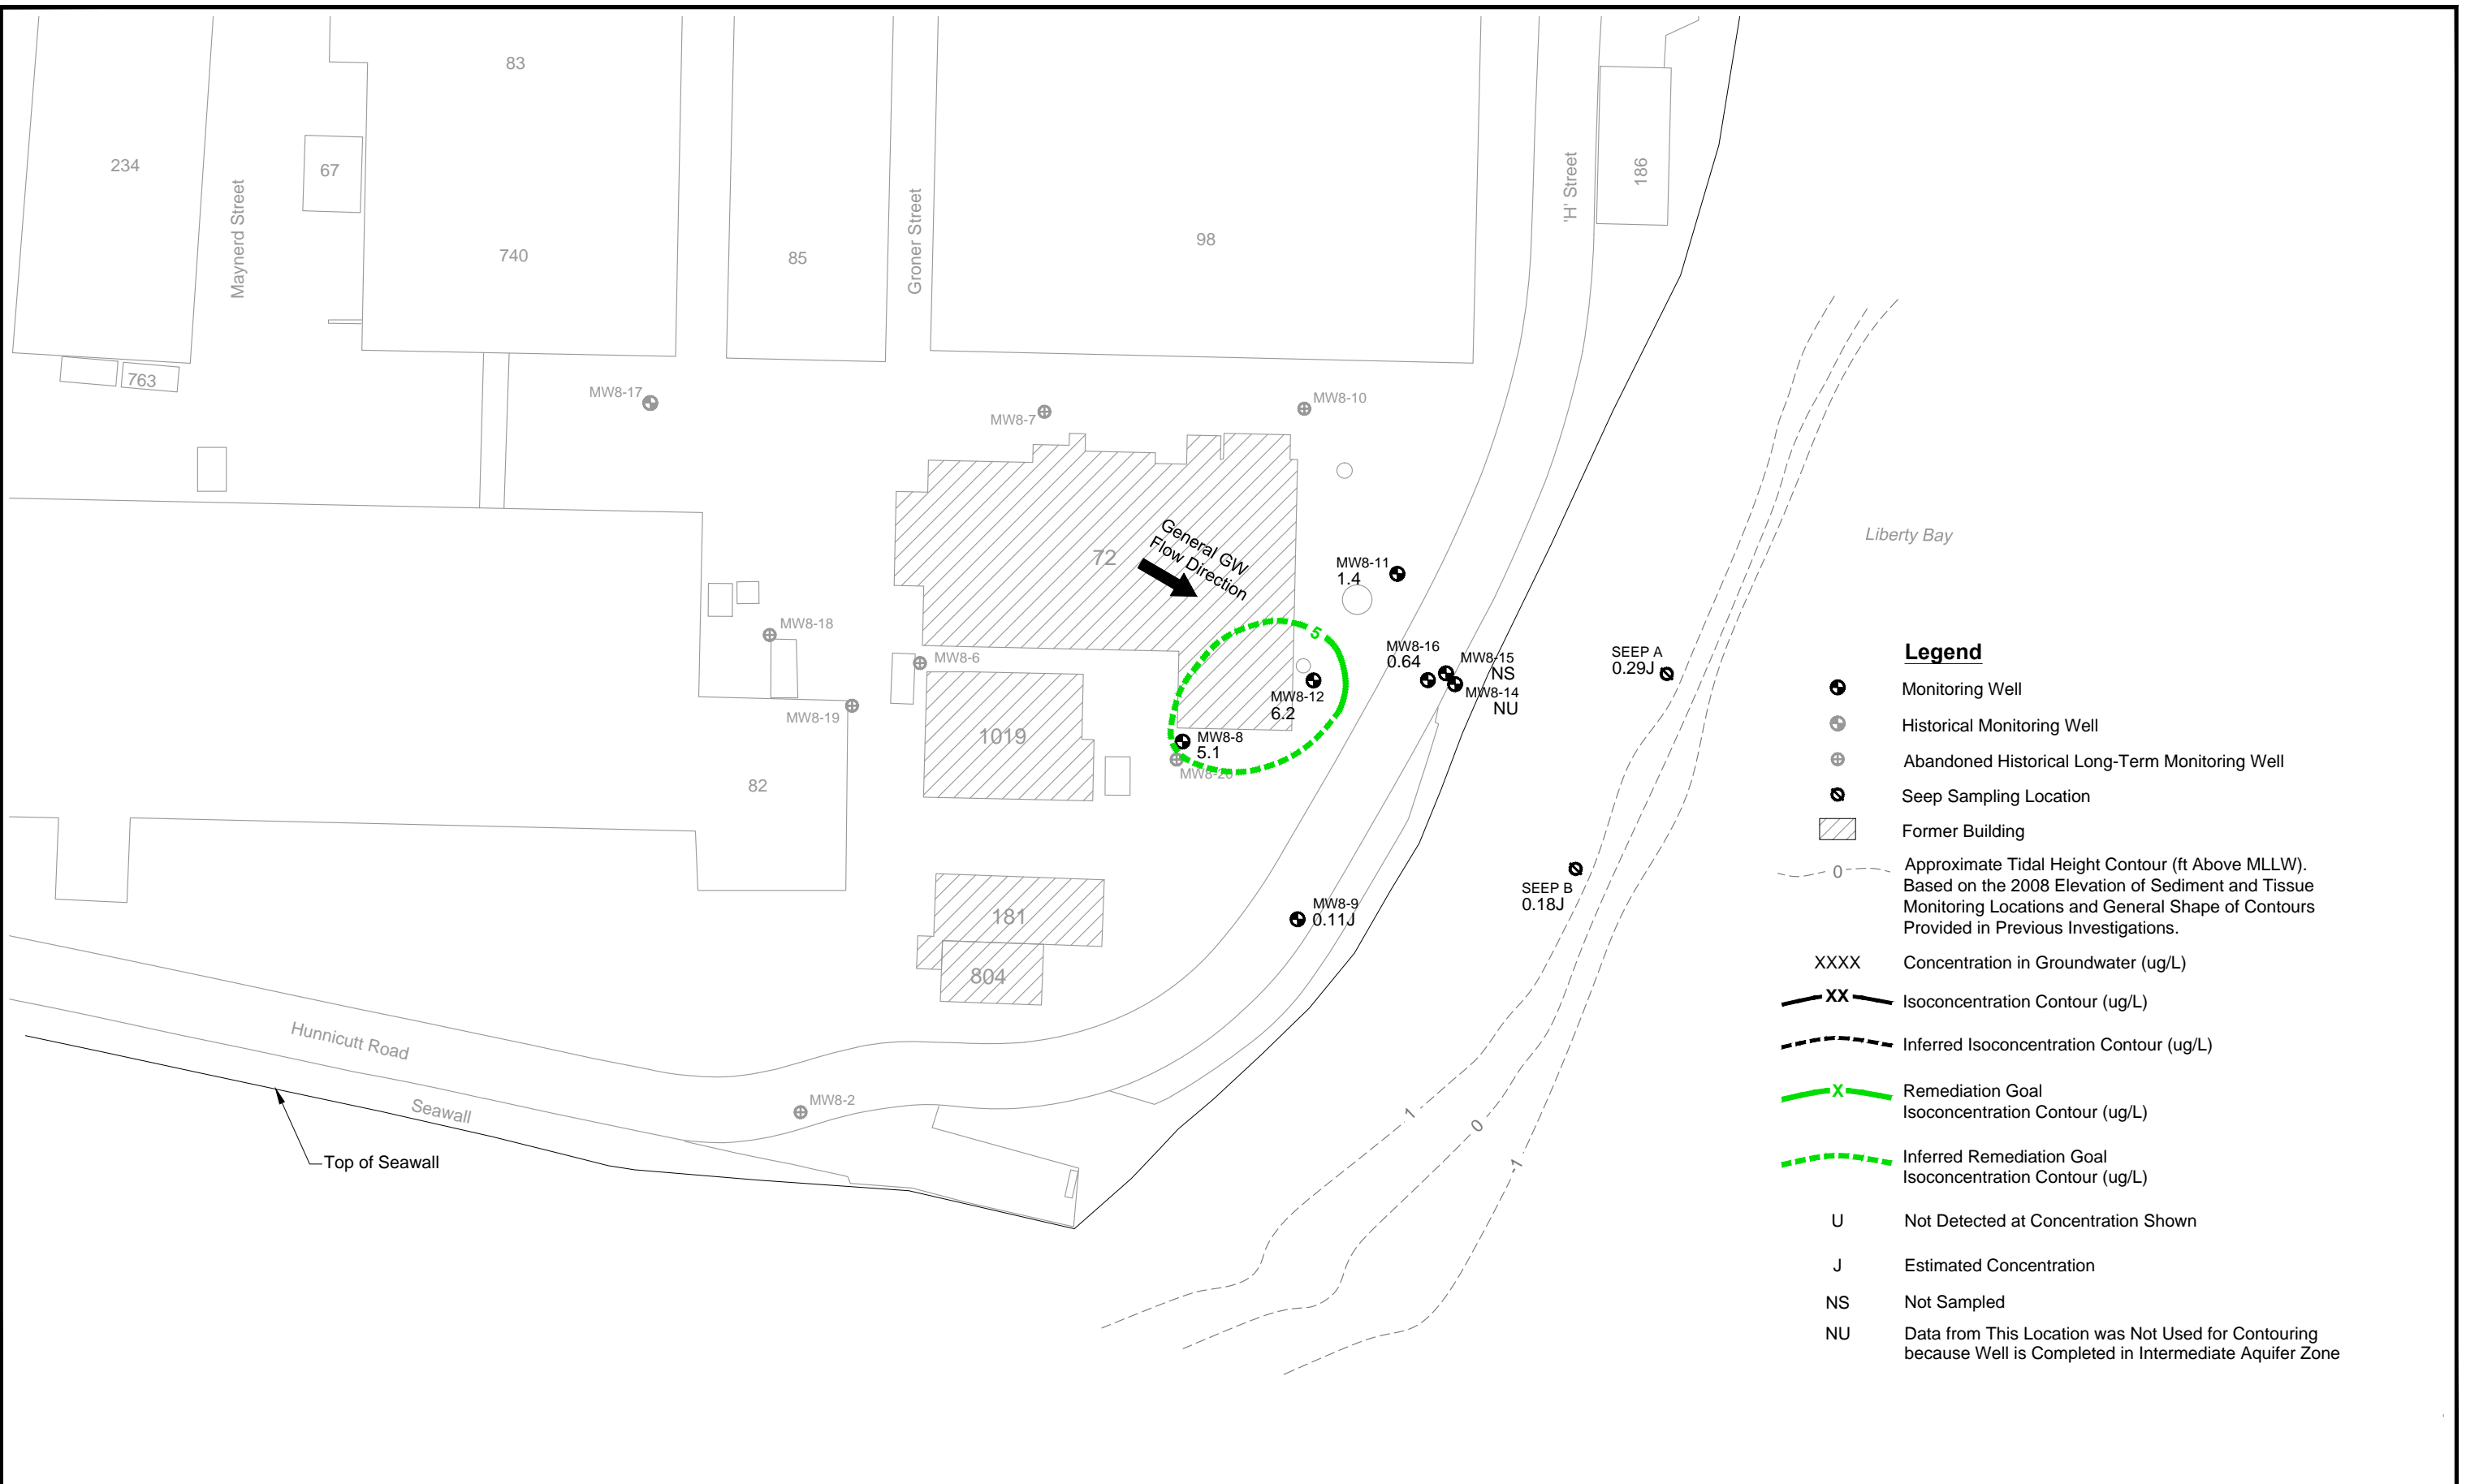 83
234
67
Maynerd Street
740
85
Groner Street
98
'H' Street
186
763
MW8-17
MW8-7
MW8-10
Liberty Bay
72
General GW
Flow Direction
MW8-11
1.4
5
MW8-18
MW8-6
MW8-19
MW8-16
0.64
MW8-15
NS
MW8-14
NU
MW8-12
6.2
SEEP A
0.29J
1019
MW8-8
5.1
MW8-20
82
SEEP B
0.18J
181
MW8-9
0.11J
804
Hunnicutt Road
Seawall
MW8-2
Top of Seawall
1
0
-1
Legend
Monitoring Well
Historical Monitoring Well
Abandoned Historical Long-Term Monitoring Well
Seep Sampling Location
Former Building
0
Approximate Tidal Height Contour (ft Above MLLW).
Based on the 2008 Elevation of Sediment and Tissue
Monitoring Locations and General Shape of Contours
Provided in Previous Investigations.
XXXX Concentration in Groundwater (ug/L)
XX Isoconcentration Contour (ug/L)
Inferred Isoconcentration Contour (ug/L)
X Remediation Goal
Isoconcentration Contour (ug/L)
Inferred Remediation Goal
Isoconcentration Contour (ug/L)
U Not Detected at Concentration Shown
J Estimated Concentration
NS Not Sampled
NU Data from This Location was Not Used for Contouring
because Well is Completed in Intermediate Aquifer Zone